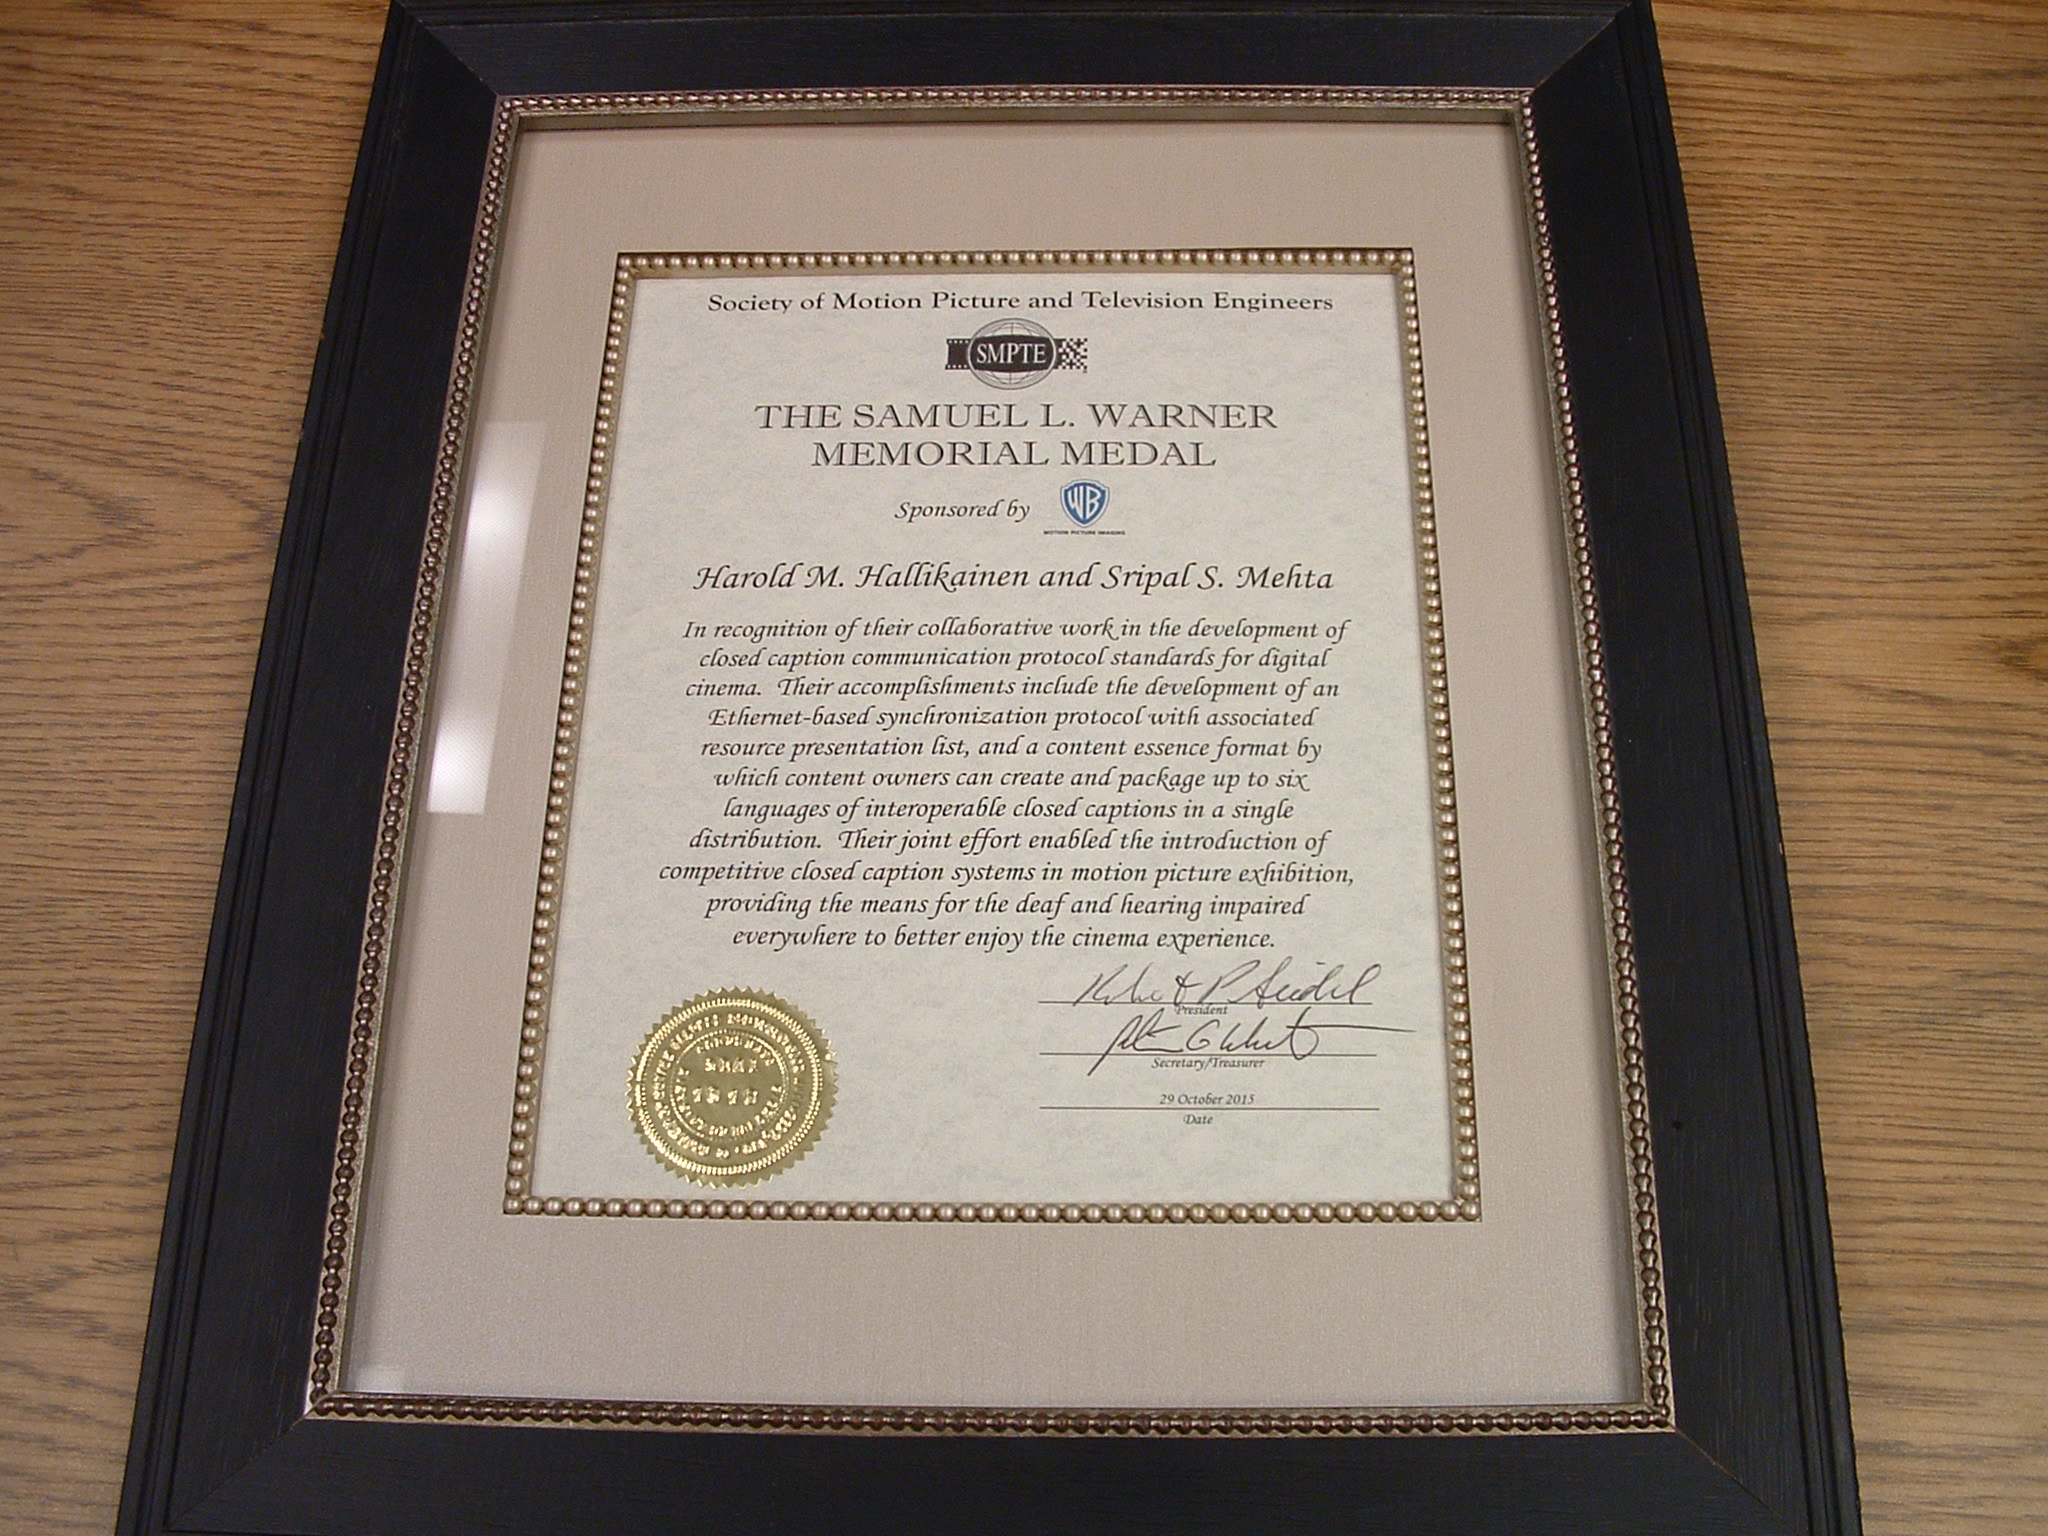 Society of Motion Picture and Television Engineers
SMPTE
THE SAMUEL L. WARNER
MEMORIAL MEDAL
Sponsored by
WB
MOTION PICTURE IMAGING
Harold M. Hallikainen and Sripal S. Mehta
In recognition of their collaborative work in the development of
closed caption communication protocol standards for digital
cinema. Their accomplishments include the development of an
Ethernet-based synchronization protocol with associated
resource presentation list, and a content essence format by
which content owners can create and package up to six
languages of interoperable closed captions in a single
distribution. Their joint effort enabled the introduction of
competitive closed caption systems in motion picture exhibition,
providing the means for the deaf and hearing impaired
everywhere to better enjoy the cinema experience.
President
Secretary/Treasurer
29 October 2015
Date